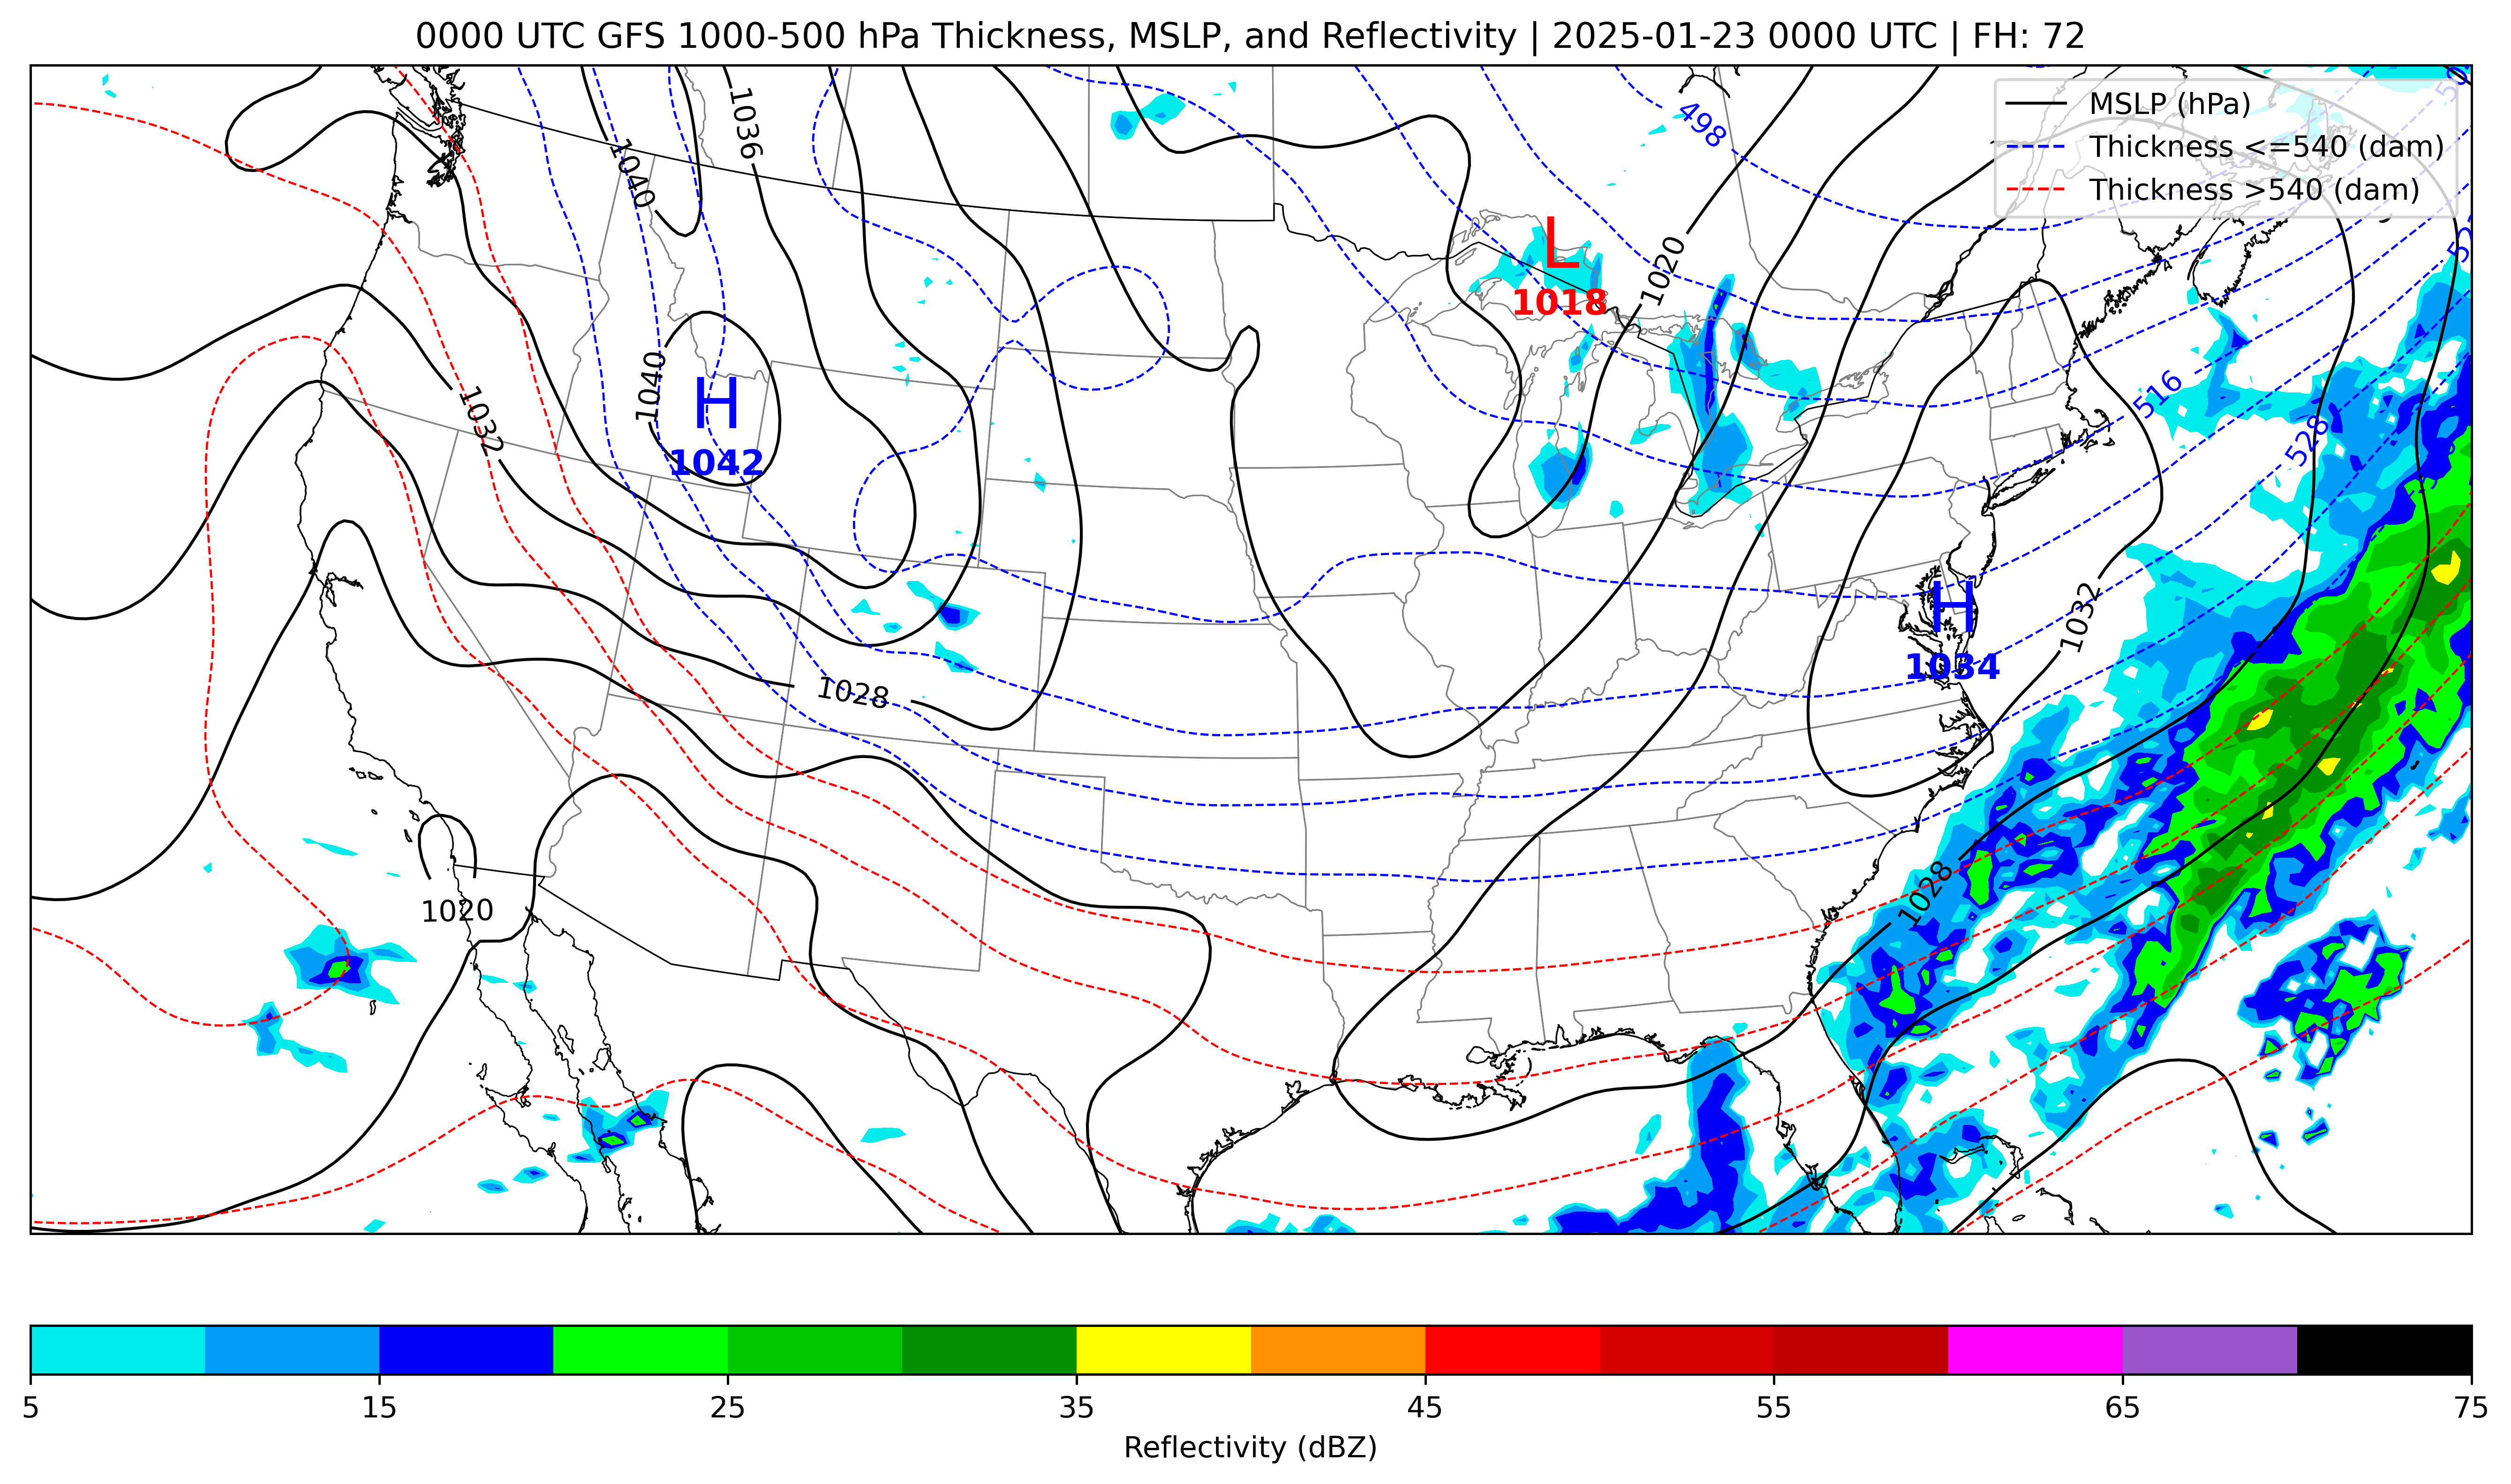 0000 UTC GFS 1000-500 hPa Thickness, MSLP, and Reflectivity | 2025-01-23 0000 UTC | FH: 72
MSLP (hPa)
Thickness <=540 (dam)
Thickness >540 (dam)
1036
498
1040
L
1020
1018
1040
H
1032
516
528
1042
H
1032
1034
1028
1028
1020
5
15
25
35
45
55
65
75
Reflectivity (dBZ)